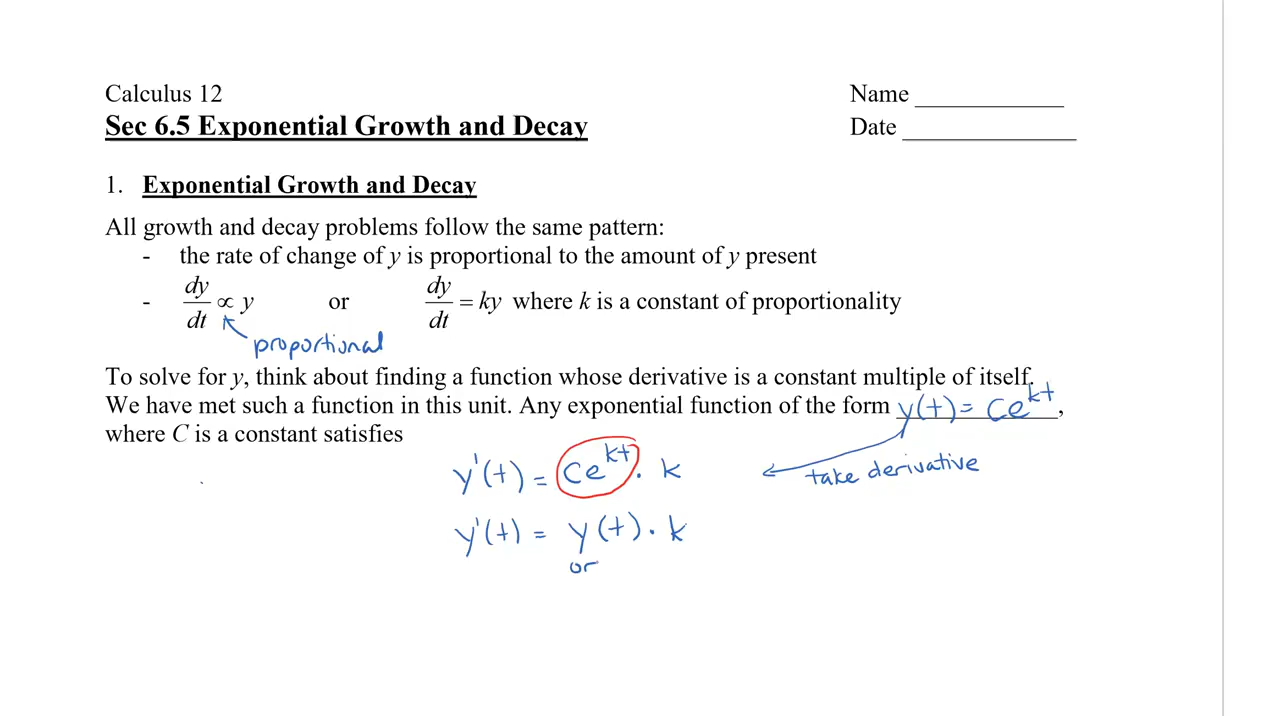 Calculus 12 Name ____________
Sec 6.5 Exponential Growth and Decay Date ______________
1. Exponential Growth and Decay
All growth and decay problems follow the same pattern:
- the rate of change of y is proportional to the amount of y present
- dy/dt ∝ y or dy/dt = ky where k is a constant of proportionality
proportional
To solve for y, think about finding a function whose derivative is a constant multiple of itself.
We have met such a function in this unit. Any exponential function of the form y(t) = Ce^{kt},
where C is a constant satisfies
y'(t) = Ce^{kt} · k take derivative
y'(t) = y(t) · k
or